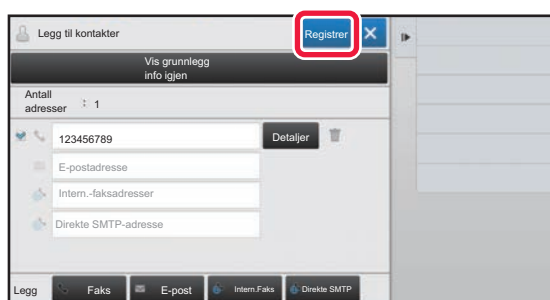 Legg til kontakter
Registrer
Vis grunnlegg
info igjen
Antall
adresser : 1
123456789
Detaljer
E-postadresse
Intern.-faksadresser
Direkte SMTP-adresse
Legg
Faks
E-post
Intern.Faks
Direkte SMTP